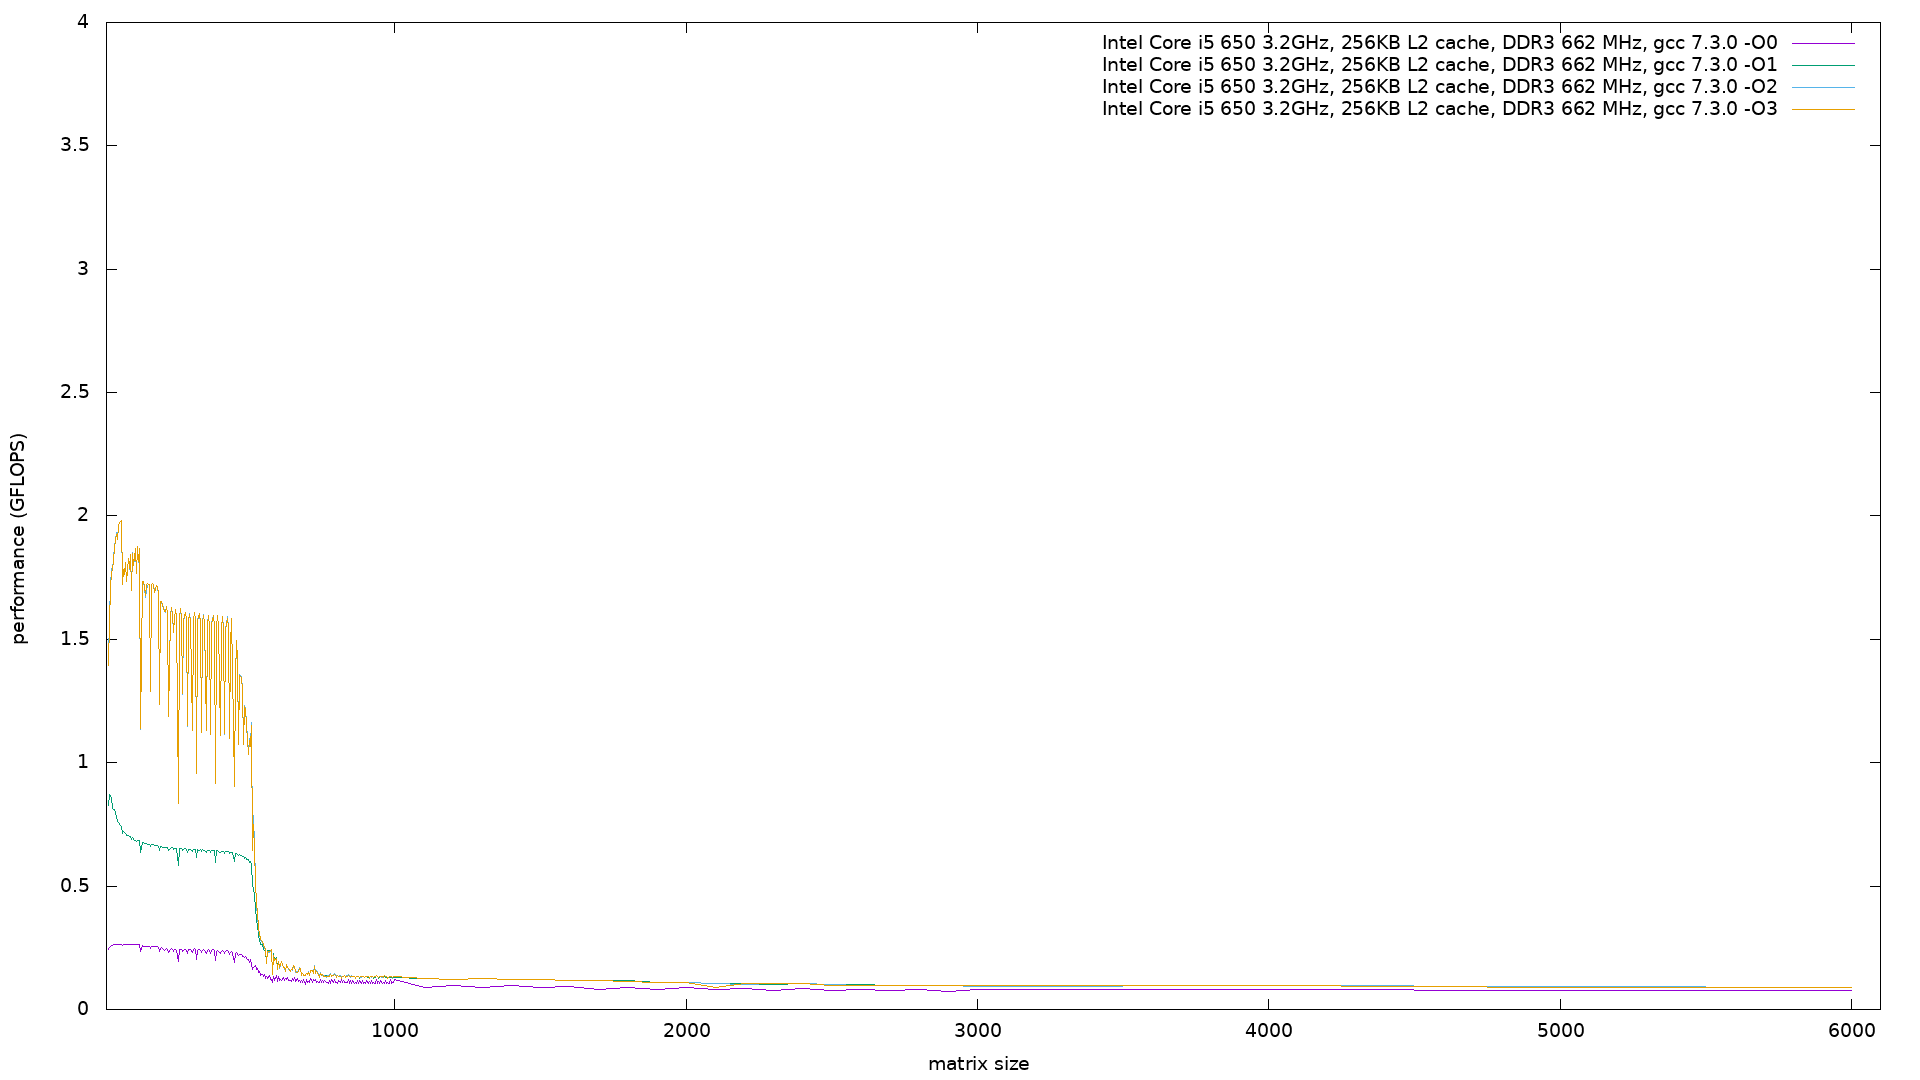 4
Intel Core i5 650 3.2GHz, 256KB L2 cache, DDR3 662 MHz, gcc 7.3.0 -O0
Intel Core i5 650 3.2GHz, 256KB L2 cache, DDR3 662 MHz, gcc 7.3.0 -O1
Intel Core i5 650 3.2GHz, 256KB L2 cache, DDR3 662 MHz, gcc 7.3.0 -O2
Intel Core i5 650 3.2GHz, 256KB L2 cache, DDR3 662 MHz, gcc 7.3.0 -O3
3.5
3
2.5
2
1.5
1
0.5
0
performance (GFLOPS)
1000 2000 3000 4000 5000 6000
matrix size